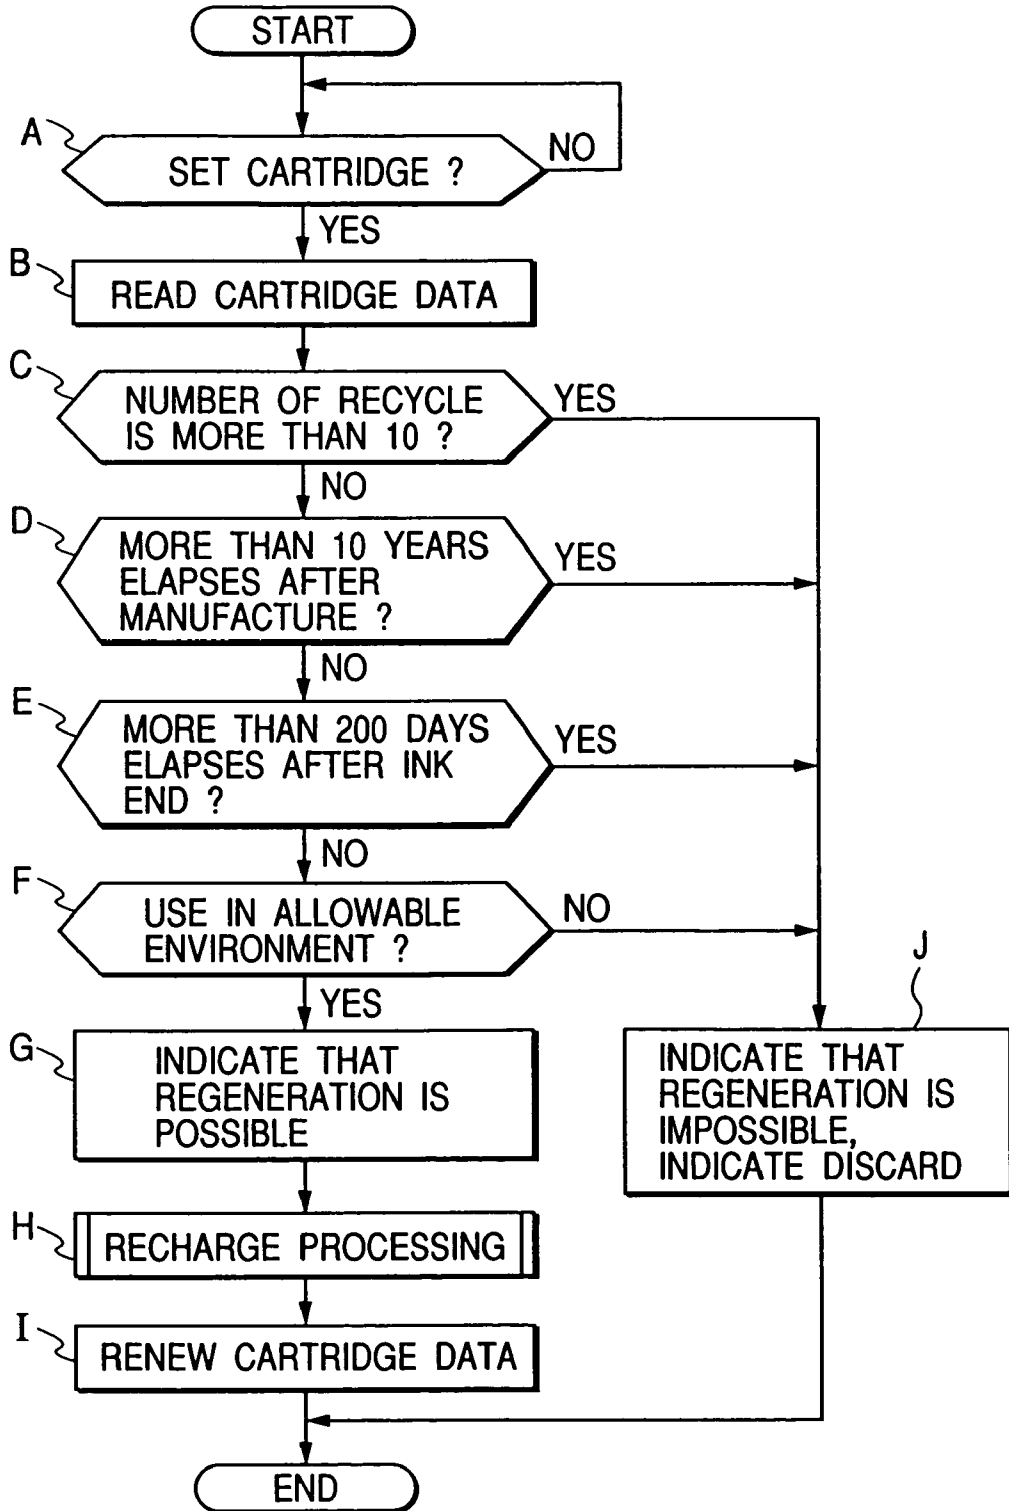 START
A
SET CARTRIDGE ?
NO
YES
B
READ CARTRIDGE DATA
C
NUMBER OF RECYCLE
IS MORE THAN 10 ?
YES
NO
D
MORE THAN 10 YEARS
ELAPSES AFTER
MANUFACTURE ?
YES
NO
E
MORE THAN 200 DAYS
ELAPSES AFTER INK
END ?
YES
NO
F
USE IN ALLOWABLE
ENVIRONMENT ?
NO
YES
G
INDICATE THAT
REGENERATION IS
POSSIBLE
J
INDICATE THAT
REGENERATION IS
IMPOSSIBLE,
INDICATE DISCARD
H
RECHARGE PROCESSING
I
RENEW CARTRIDGE DATA
END